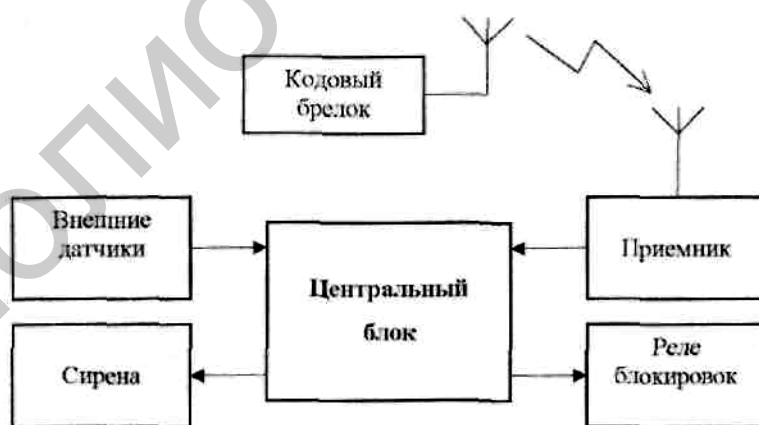 Кодовый
брелок
Внешние
датчики
Центральный
блок
Приемник
Сирена
Реле
блокировок